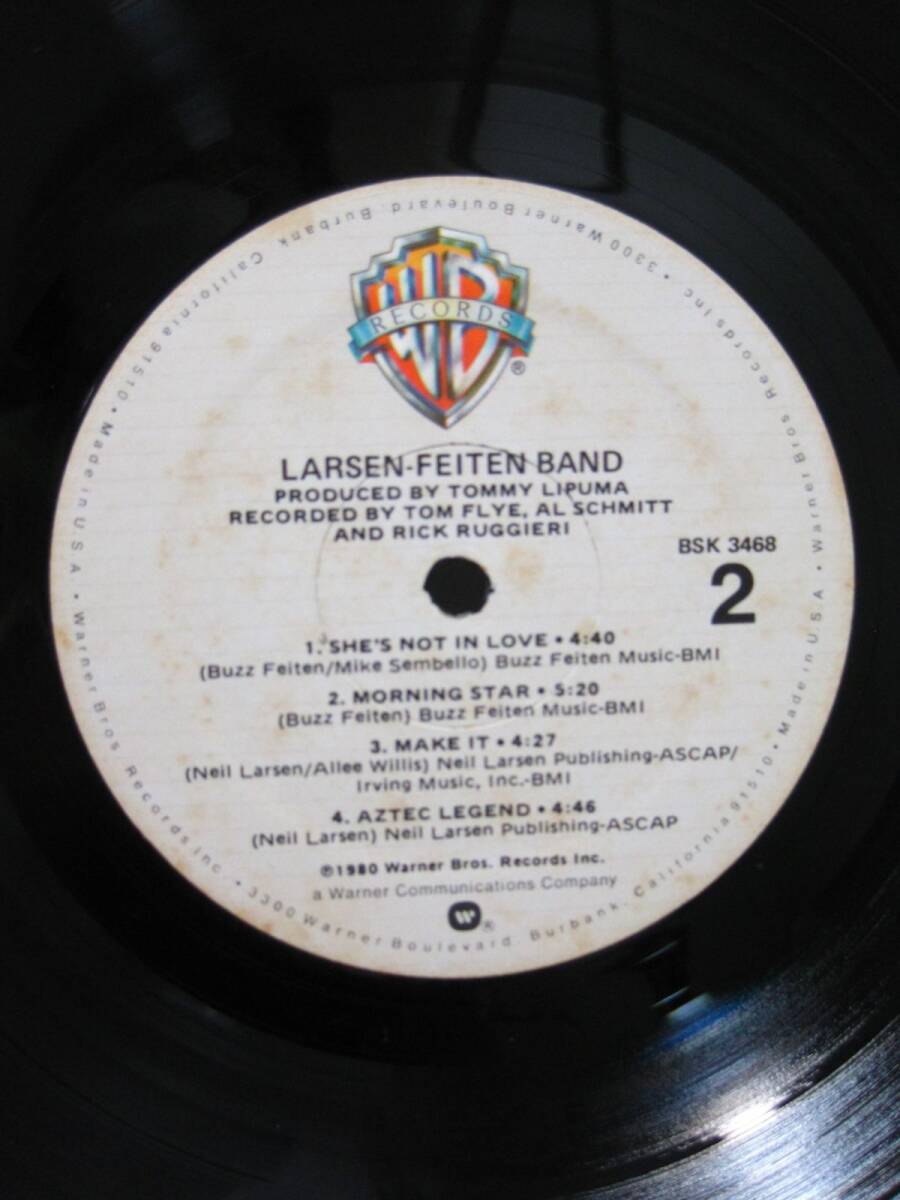 WB
RECORDS
®
LARSEN-FEITEN BAND
PRODUCED BY TOMMY LIPUMA
RECORDED BY TOM FLYE, AL SCHMITT
AND RICK RUGGIERI
BSK 3468
2
1. SHE'S NOT IN LOVE • 4:40
(Buzz Feiten/Mike Sembello) Buzz Feiten Music-BMI
2. MORNING STAR • 5:20
(Buzz Feiten) Buzz Feiten Music-BMI
3. MAKE IT • 4:27
(Neil Larsen/Allee Willis) Neil Larsen Publishing-ASCAP/
Irving Music, Inc.-BMI
4. AZTEC LEGEND • 4:46
(Neil Larsen) Neil Larsen Publishing-ASCAP
℗1980 Warner Bros. Records Inc.
a Warner Communications Company
W®
Made in U.S.A. • Warner Bros. Records Inc. • 3300 Warner Boulevard, Burbank, California 91510 • Made in U.S.A. • Warner Bros. Records Inc. • 3300 Warner Boulevard, Burbank, California 91510 •